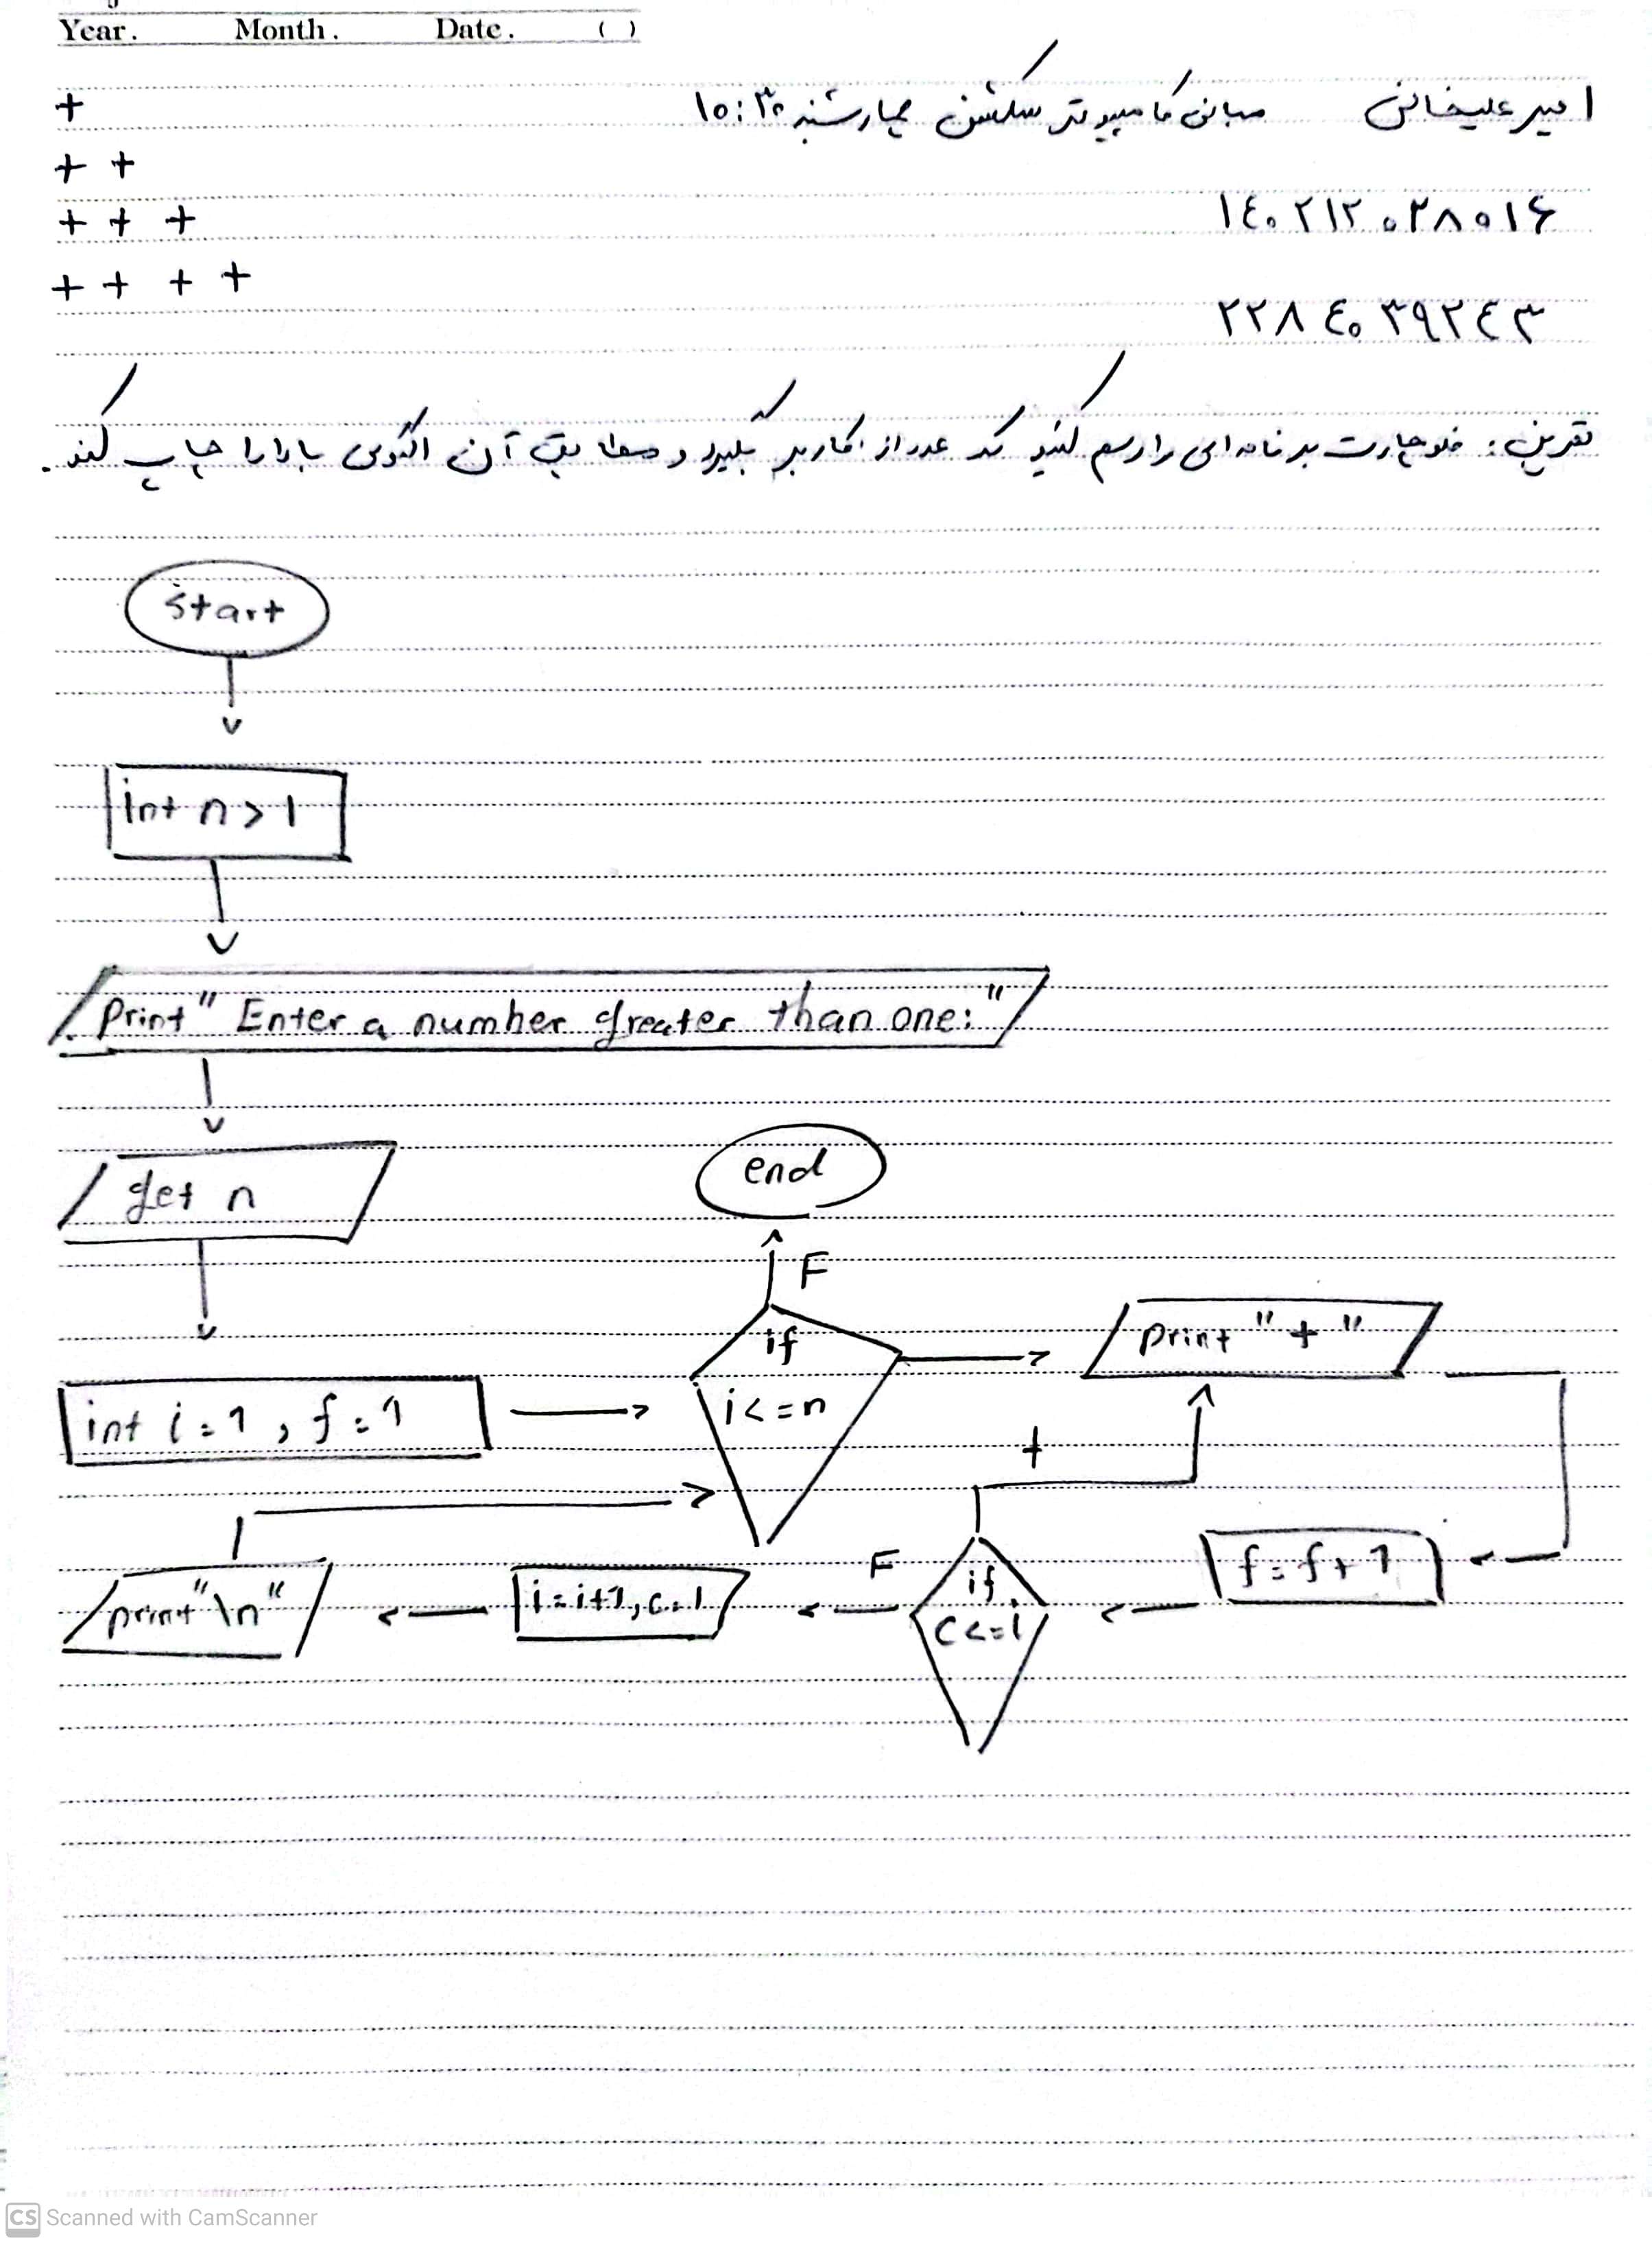 Year. Month. Date. ( )
امیر علیخانی مبانی کامپیوتر سکشن چهارشنبه ۱۰:۳۰
+
+ +
+ + +
+ + + +
۱۴۰۲۱۲۰۲۸۰۱۶
۲۲۸۴۰۳۹۲۴۳
تمرین: فلوچارت برنامه ای را رسم کنید که عدد از کاربر بگیرد و مطابق آن الگوی بالا را چاپ کند.
start
int n>1
print "Enter a number greater than one:"
get n
end
F
if
i<=n
print "+"
int i=1, f=1
+
f=f+1
F
if
c<=1
i=i+1, c=1
print "\n"
CS Scanned with CamScanner